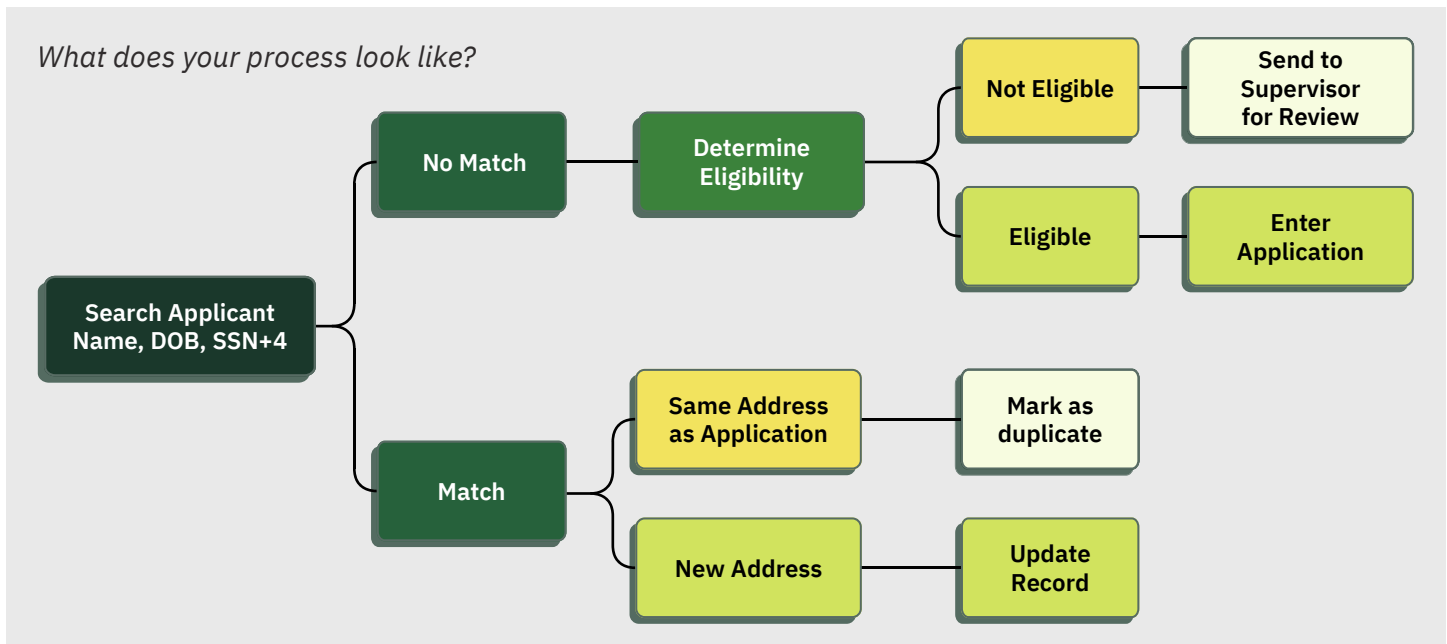 What does your process look like?
Search Applicant
Name, DOB, SSN+4
No Match
Determine
Eligibility
Not Eligible
Send to
Supervisor
for Review
Eligible
Enter
Application
Match
Same Address
as Application
Mark as
duplicate
New Address
Update
Record